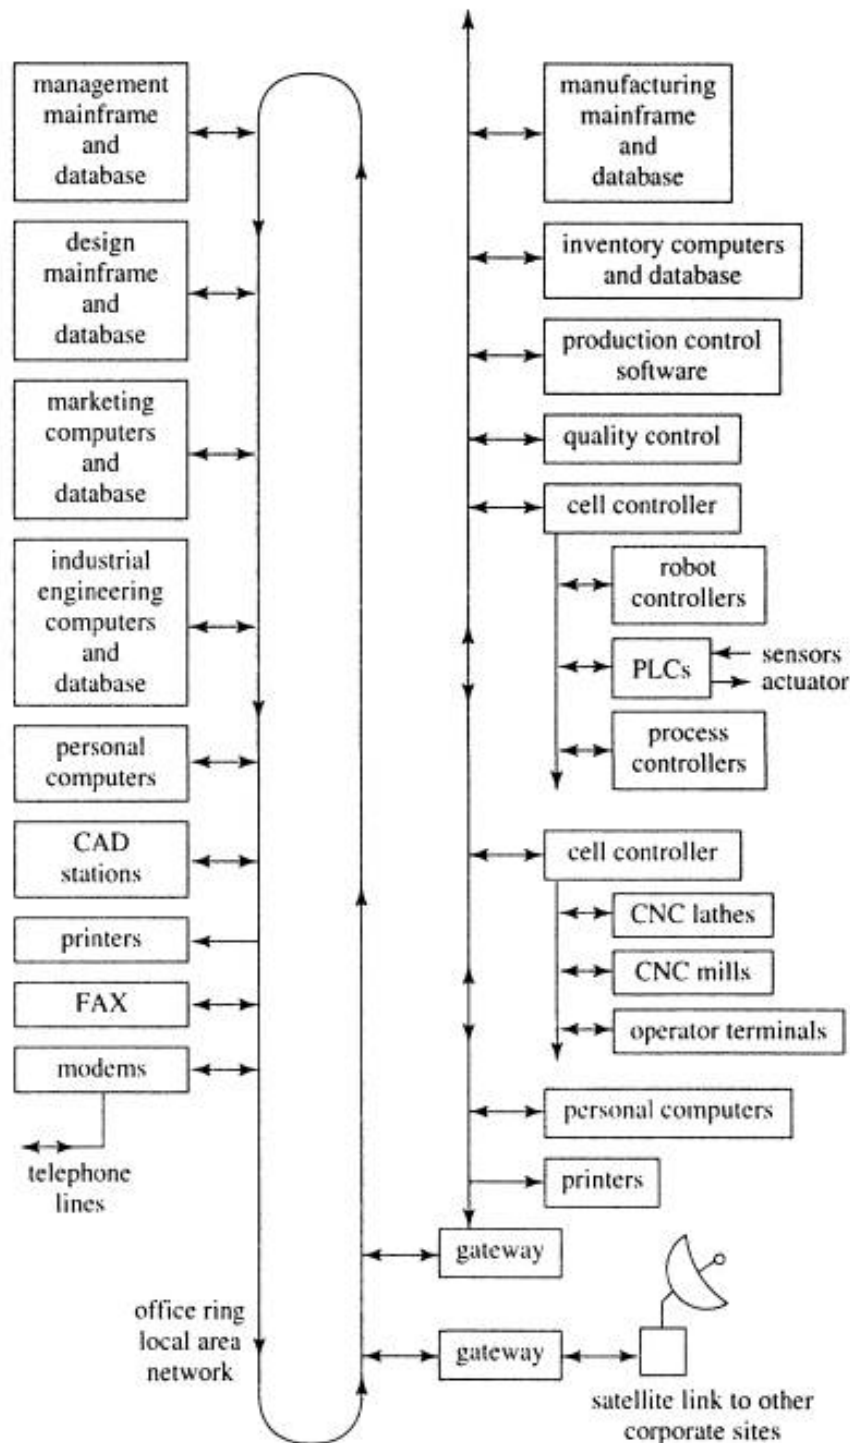 management
mainframe
and
database
design
mainframe
and
database
marketing
computers
and
database
industrial
engineering
computers
and
database
personal
computers
CAD
stations
printers
FAX
modems
telephone
lines
office ring
local area
network
manufacturing
mainframe
and
database
inventory computers
and database
production control
software
quality control
cell controller
robot
controllers
PLCs
sensors
actuator
process
controllers
cell controller
CNC lathes
CNC mills
operator terminals
personal computers
printers
gateway
gateway
satellite link to other
corporate sites